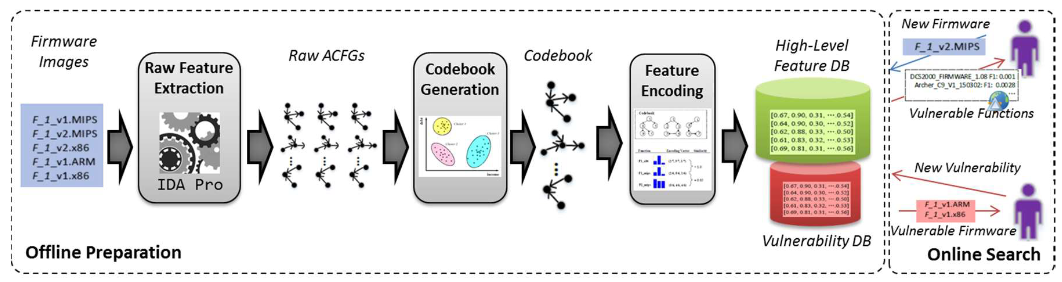 Firmware
Images
F_1_v1.MIPS
F_1_v2.MIPS
F_1_v2.x86
F_1_v1.ARM
F_1_v1.x86
Raw Feature
Extraction
IDA Pro
Raw ACFGs
Codebook
Generation
Codebook
Feature
Encoding
Codebook
High-Level
Feature DB
[0.67, 0.90, 0.31, ⋯ 0.54]
[0.64, 0.90, 0.30, ⋯ 0.52]
[0.62, 0.88, 0.33, ⋯ 0.50]
[0.61, 0.83, 0.32, ⋯ 0.53]
[0.69, 0.81, 0.31, ⋯ 0.56]
[0.67, 0.90, 0.31, ⋯ 0.54]
[0.64, 0.90, 0.30, ⋯ 0.52]
[0.62, 0.88, 0.33, ⋯ 0.50]
[0.61, 0.83, 0.32, ⋯ 0.53]
[0.69, 0.81, 0.31, ⋯ 0.56]
Vulnerability DB
Offline Preparation
New Firmware
F_1_v2.MIPS
DCS2000_FIRMWARE_1.08 F1: 0.001
Archer_C9_V1_150302: F1: 0.0028
...
Vulnerable Functions
New Vulnerability
F_1_v1.ARM
F_1_v1.x86
Vulnerable Firmware
Online Search